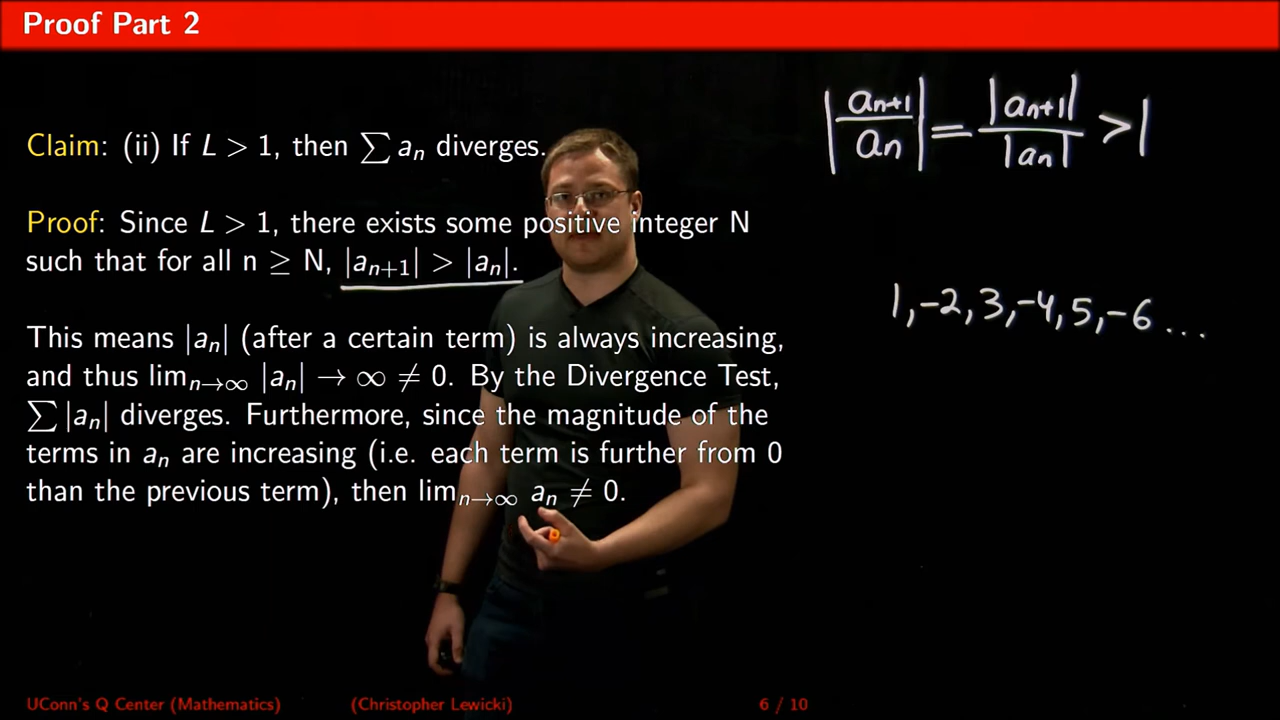 Proof Part 2
Claim: (ii) If L > 1, then ∑ aₙ diverges.
|aₙ₊₁/aₙ| = |aₙ₊₁|/|aₙ| > 1
Proof: Since L > 1, there exists some positive integer N
such that for all n ≥ N, |aₙ₊₁| > |aₙ|.
1, -2, 3, -4, 5, -6 ...
This means |aₙ| (after a certain term) is always increasing,
and thus limₙ→∞ |aₙ| → ∞ ≠ 0. By the Divergence Test,
∑ |aₙ| diverges. Furthermore, since the magnitude of the
terms in aₙ are increasing (i.e. each term is further from 0
than the previous term), then limₙ→∞ aₙ ≠ 0.
UConn's Q Center (Mathematics) (Christopher Lewicki) 6 / 10